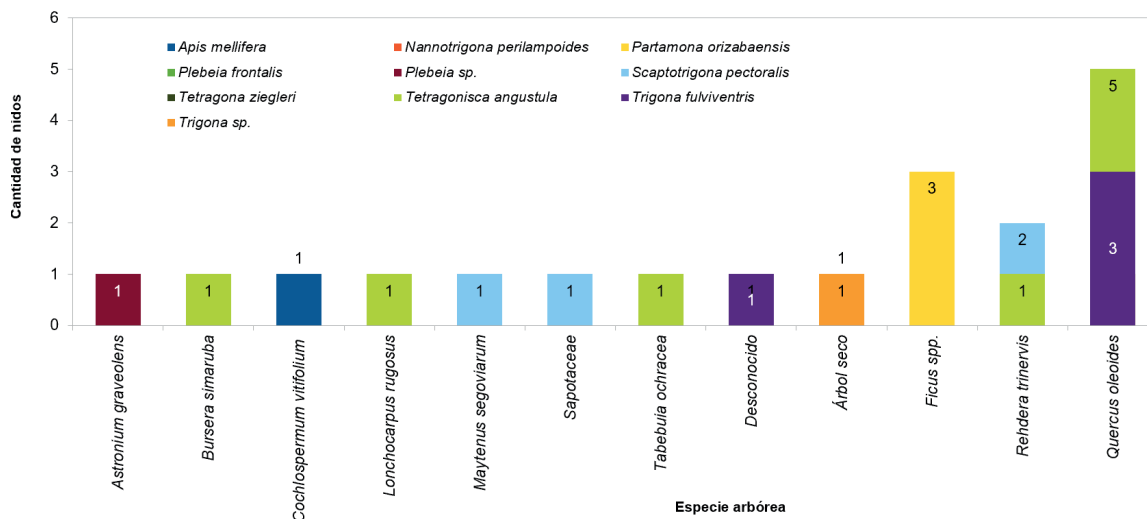 6
5
4
3
2
1
0
Cantidad de nidos
Apis mellifera
Nannotrigona perilampoides
Partamona orizabaensis
Plebeia frontalis
Plebeia sp.
Scaptotrigona pectoralis
Tetragona ziegleri
Tetragonisca angustula
Trigona fulviventris
Trigona sp.
1
1
1
1
1
1
1
1
1
1
1
3
2
1
5
3
Astronium graveolens
Bursera simaruba
Cochlospermum vitifolium
Lonchocarpus rugosus
Maytenus segoviarum
Sapotaceae
Tabebuia ochracea
Desconocido
Árbol seco
Ficus spp.
Rehdera trinervis
Quercus oleoides
Especie arbórea